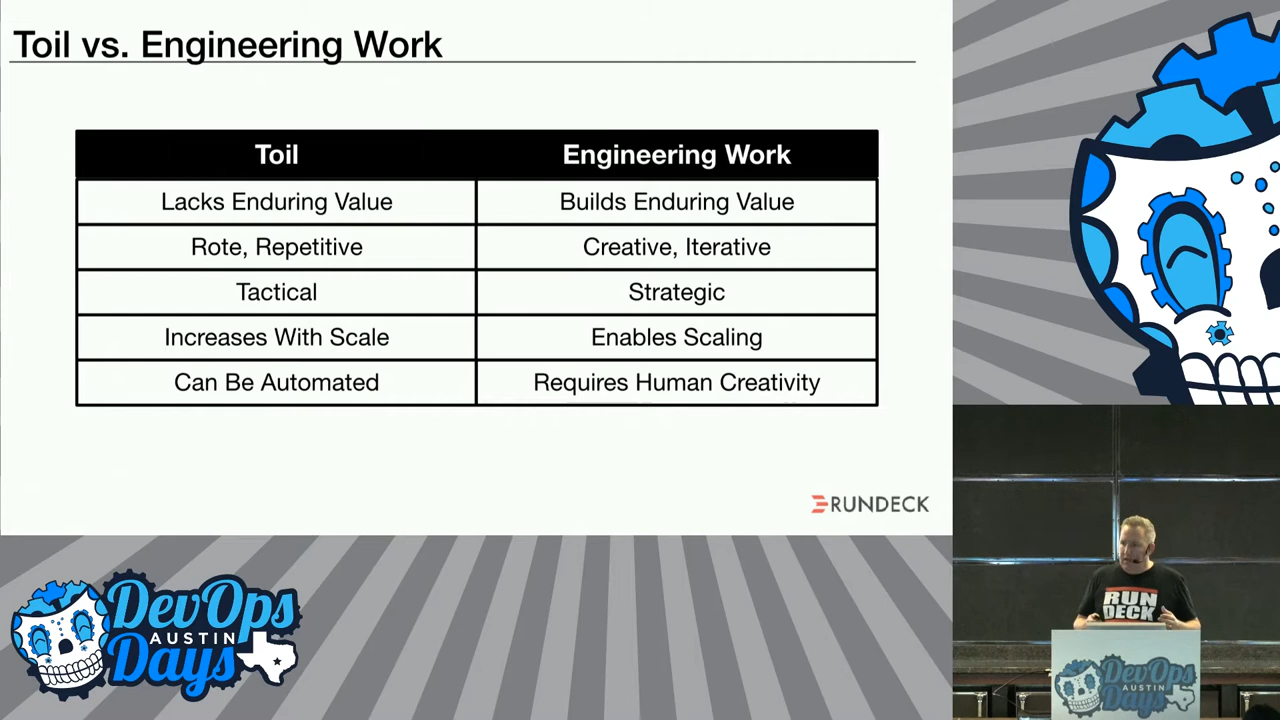 Toil vs. Engineering Work
Toil Engineering Work
Lacks Enduring Value Builds Enduring Value
Rote, Repetitive Creative, Iterative
Tactical Strategic
Increases With Scale Enables Scaling
Can Be Automated Requires Human Creativity
RUNDECK
DevOps
AUSTIN
Days
RUN
DECK
DevOps
AUSTIN
Days